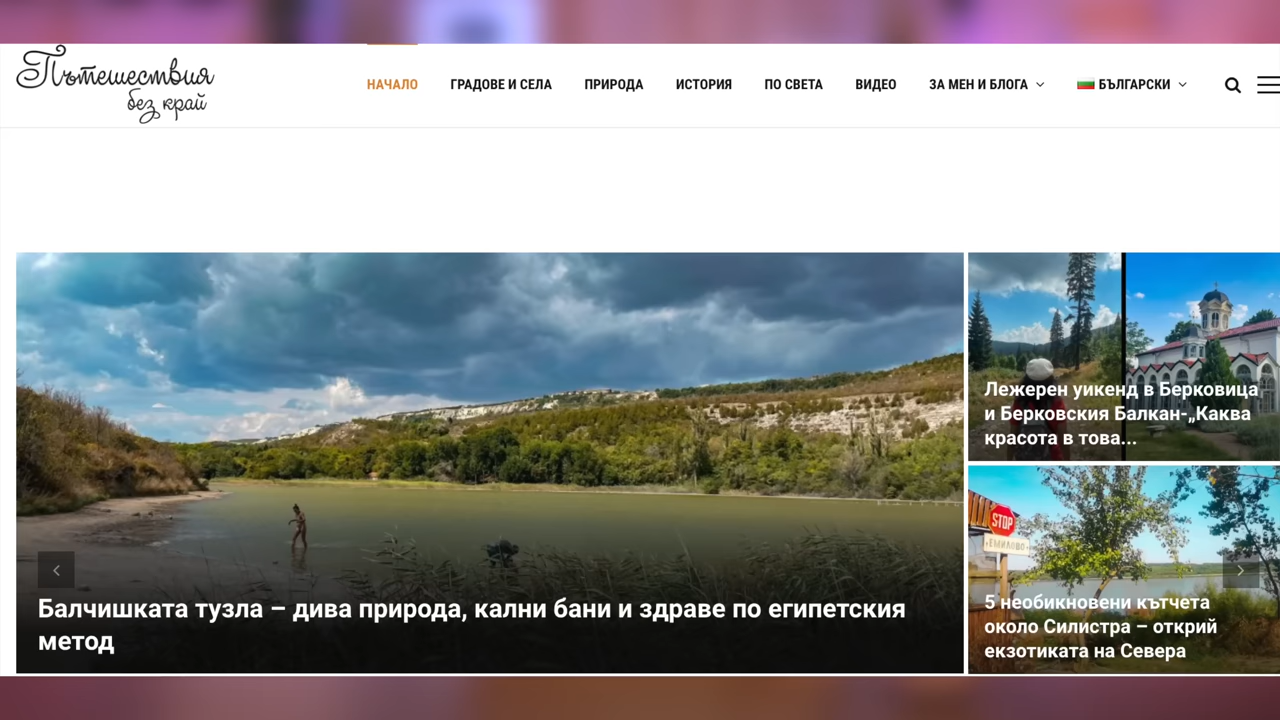 Пътешествия
без край
НАЧАЛО ГРАДОВЕ И СЕЛА ПРИРОДА ИСТОРИЯ ПО СВЕТА ВИДЕО ЗА МЕН И БЛОГА БЪЛГАРСКИ
Балчишката тузла – дива природа, кални бани и здраве по египетския
метод
Лежерен уикенд в Берковица
и Берковския Балкан-„Каква
красота в това...
STOP
ЕМИЛОВО
5 необикновени кътчета
около Силистра – открий
екзотиката на Севера